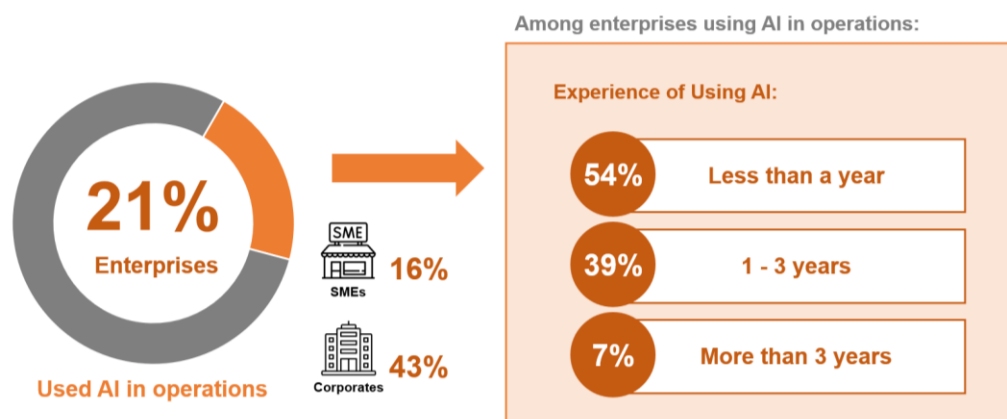 Among enterprises using AI in operations:
21%
Enterprises
Used AI in operations
SME
SMEs
16%
Corporates
43%
Experience of Using AI:
54% Less than a year
39% 1 - 3 years
7% More than 3 years